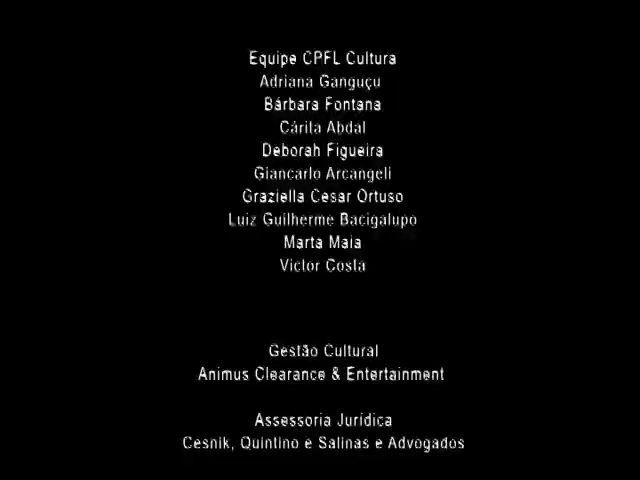 Equipe CPFL Cultura
Adriana Ganguçu
Bárbara Fontana
Cárita Abdal
Deborah Figueira
Giancarlo Arcangeli
Graziella Cesar Ortuso
Luiz Guilherme Bacigalupo
Marta Maia
Victor Costa
Gestão Cultural
Animus Clearance & Entertainment
Assessoria Jurídica
Cesnik, Quintino e Salinas e Advogados